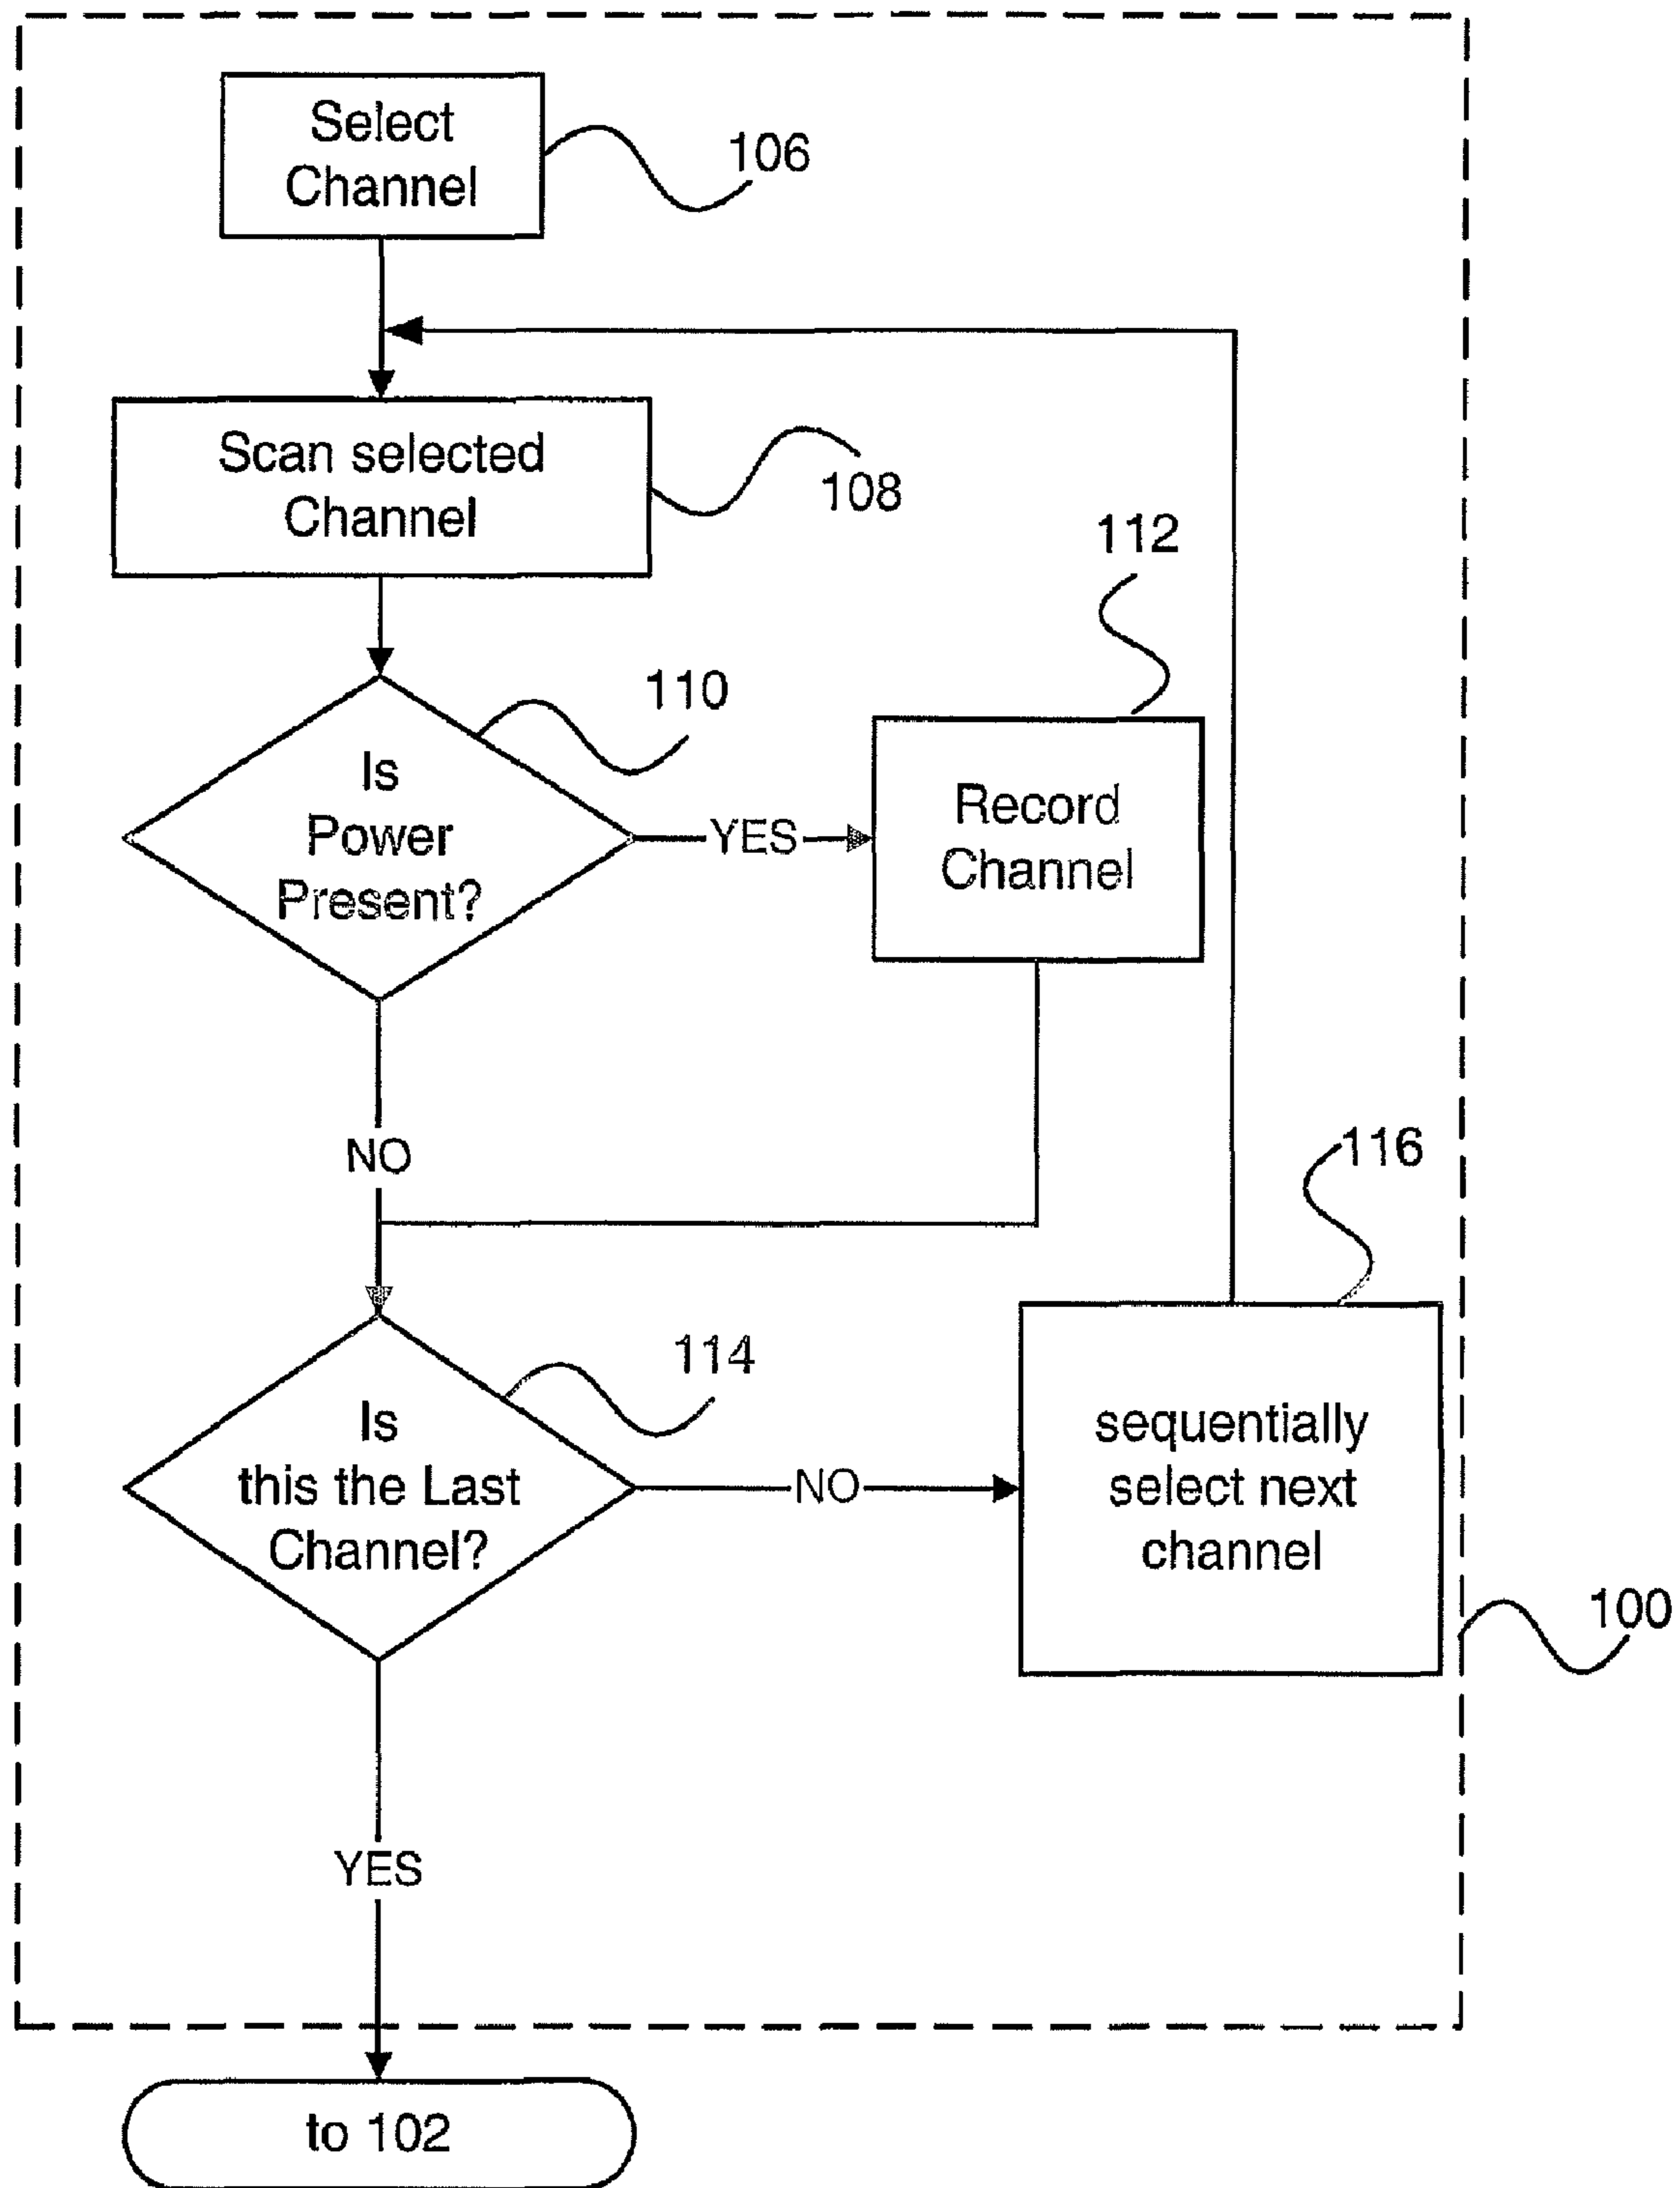 Select
Channel
106
Scan selected
Channel
108
112
110
Is
Power
Present?
YES
Record
Channel
NO
116
114
Is
this the Last
Channel?
NO
sequentially
select next
channel
100
YES
to 102